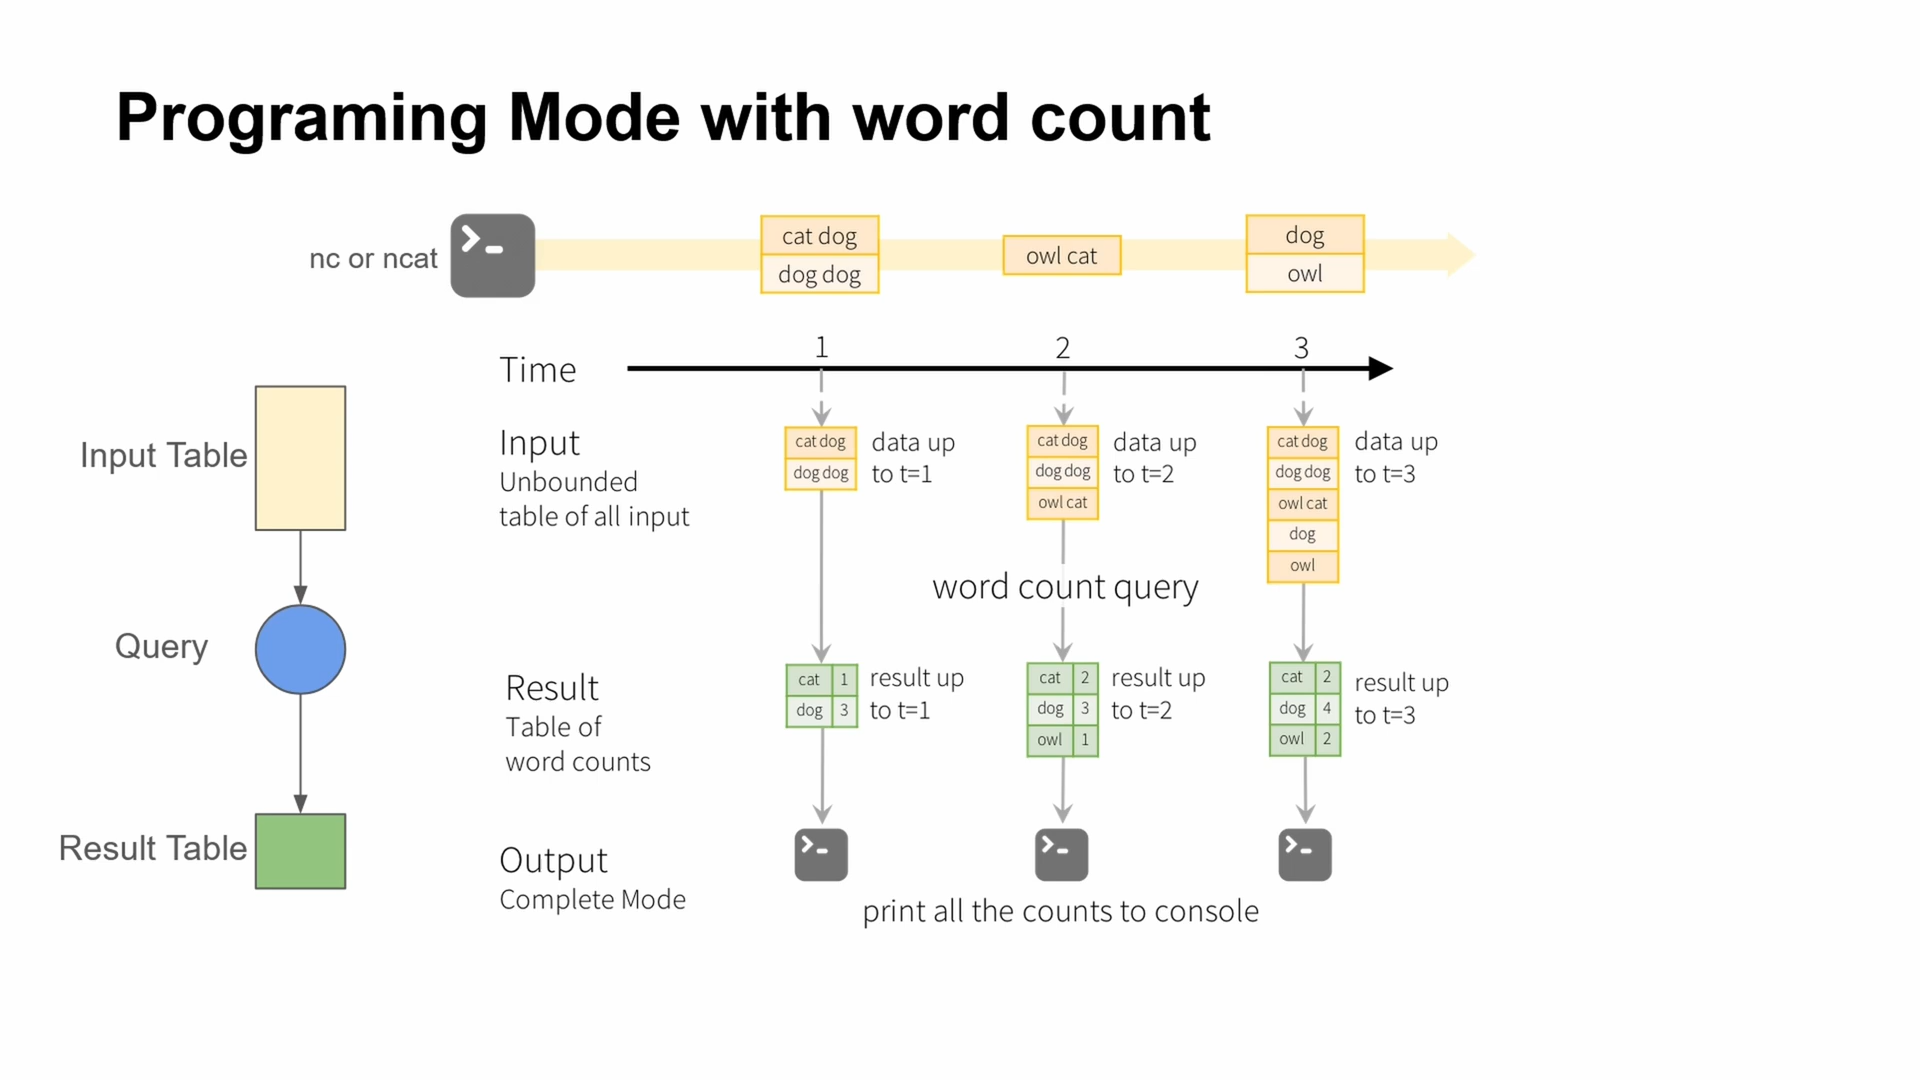 Programing Mode with word count
nc or ncat
cat dog
dog dog
owl cat
dog
owl
Time
1
2
3
Input Table
Input
Unbounded
table of all input
cat dog
dog dog
data up
to t=1
cat dog
dog dog
owl cat
data up
to t=2
cat dog
dog dog
owl cat
dog
owl
data up
to t=3
word count query
Query
Result
Table of
word counts
cat 1
dog 3
result up
to t=1
cat 2
dog 3
owl 1
result up
to t=2
cat 2
dog 4
owl 2
result up
to t=3
Result Table
Output
Complete Mode
print all the counts to console